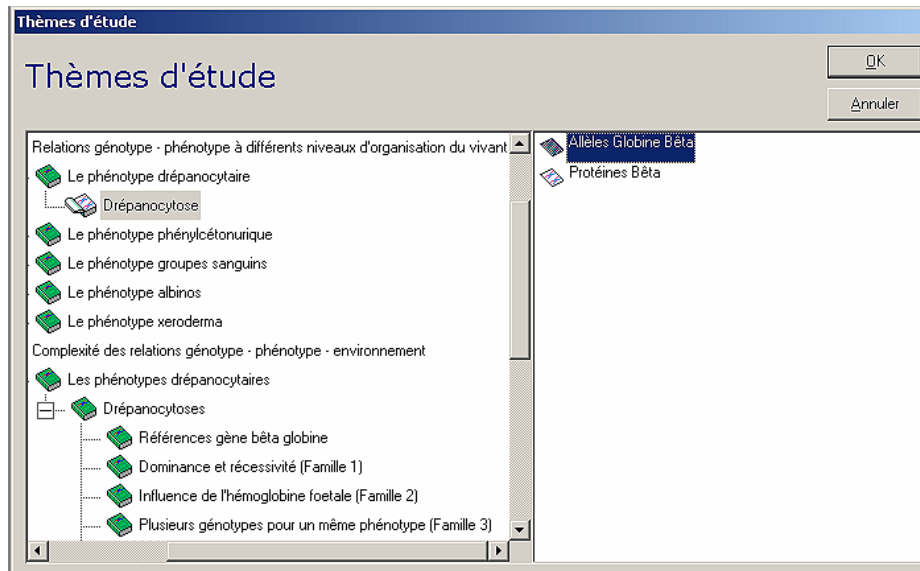 Thèmes d'étude
Thèmes d'étude
OK
Annuler
Relations génotype - phénotype à différents niveaux d'organisation du vivant
Le phénotype drépanocytaire
Drépanocytose
Le phénotype phénylcétonurique
Le phénotype groupes sanguins
Le phénotype albinos
Le phénotype xeroderma
Complexité des relations génotype - phénotype - environnement
Les phénotypes drépanocytaires
Drépanocytoses
Références gène bêta globine
Dominance et récessivité (Famille 1)
Influence de l'hémoglobine foetale (Famille 2)
Plusieurs génotypes pour un même phénotype (Famille 3)
Allèles Globine Bêta
Protéines Bêta